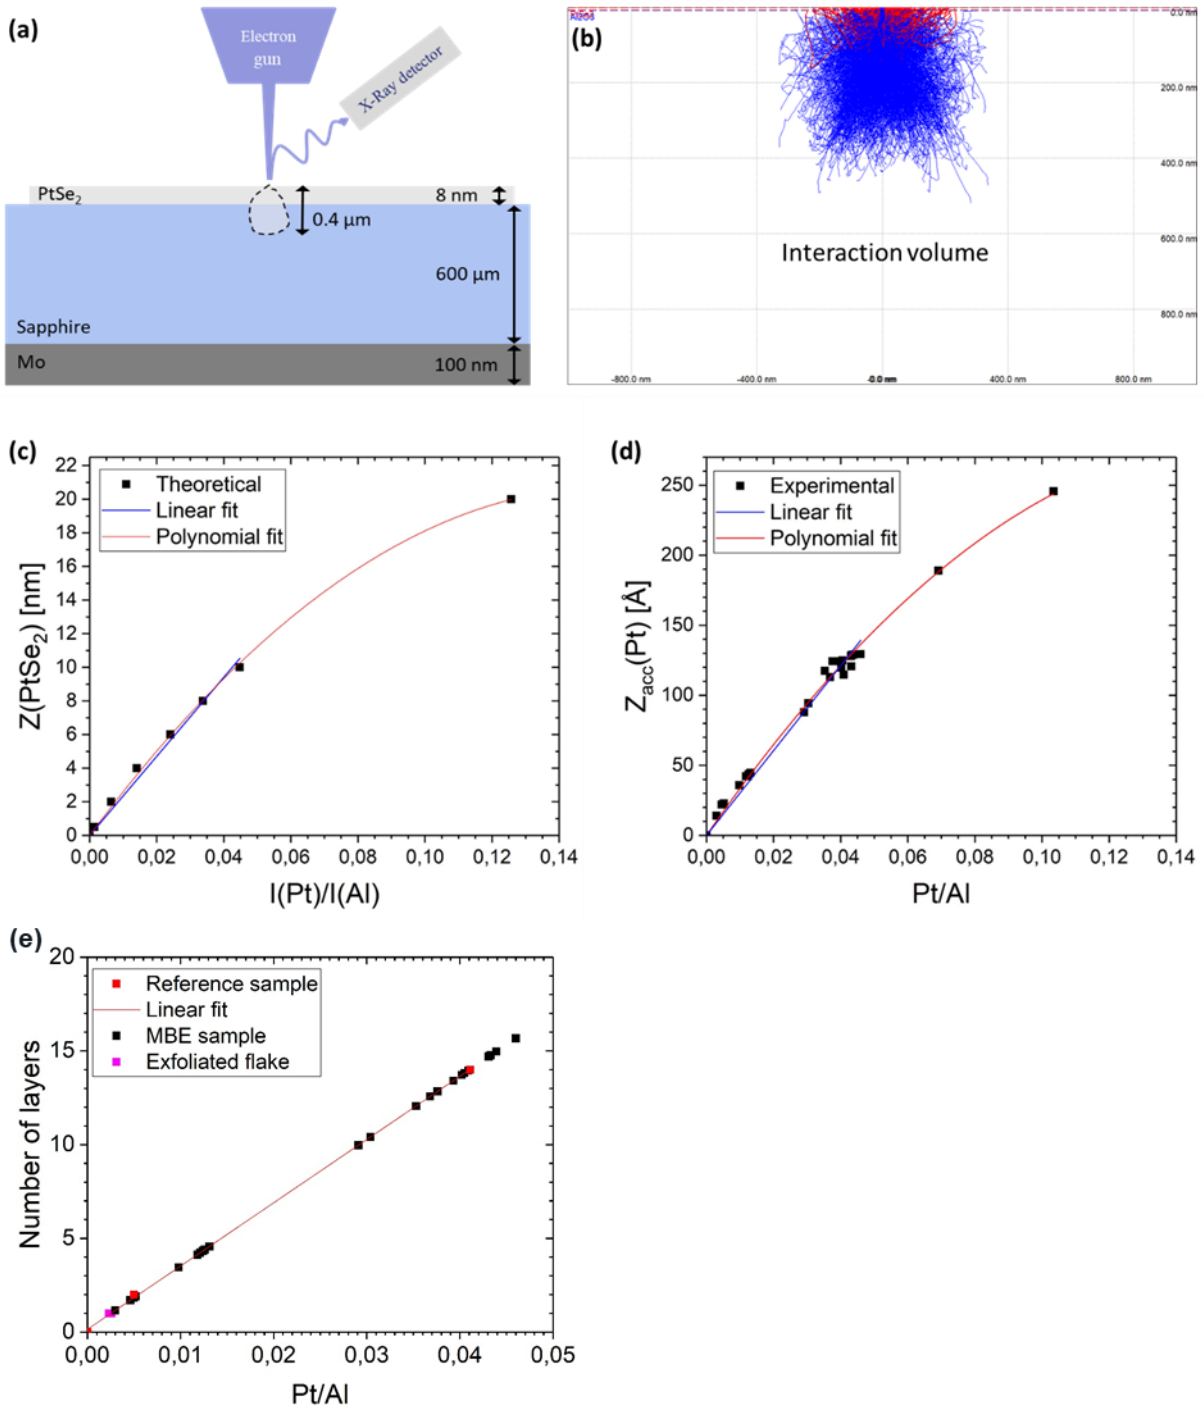 (a)
Electron
gun
X-Ray detector
PtSe2
8 nm
0.4 µm
600 µm
Sapphire
Mo
100 nm
(b)
Al2O3
0.0 nm
200.0 nm
400.0 nm
600.0 nm
800.0 nm
Interaction volume
-800.0 nm
-400.0 nm
-0.0 nm
400.0 nm
800.0 nm
(c)
Theoretical
Linear fit
Polynomial fit
Z(PtSe2) [nm]
22
20
18
16
14
12
10
8
6
4
2
0
0,00 0,02 0,04 0,06 0,08 0,10 0,12 0,14
I(Pt)/I(Al)
(d)
Experimental
Linear fit
Polynomial fit
Zacc(Pt) [Å]
250
200
150
100
50
0
0,00 0,02 0,04 0,06 0,08 0,10 0,12 0,14
Pt/Al
(e)
Reference sample
Linear fit
MBE sample
Exfoliated flake
Number of layers
20
15
10
5
0
0,00 0,01 0,02 0,03 0,04 0,05
Pt/Al